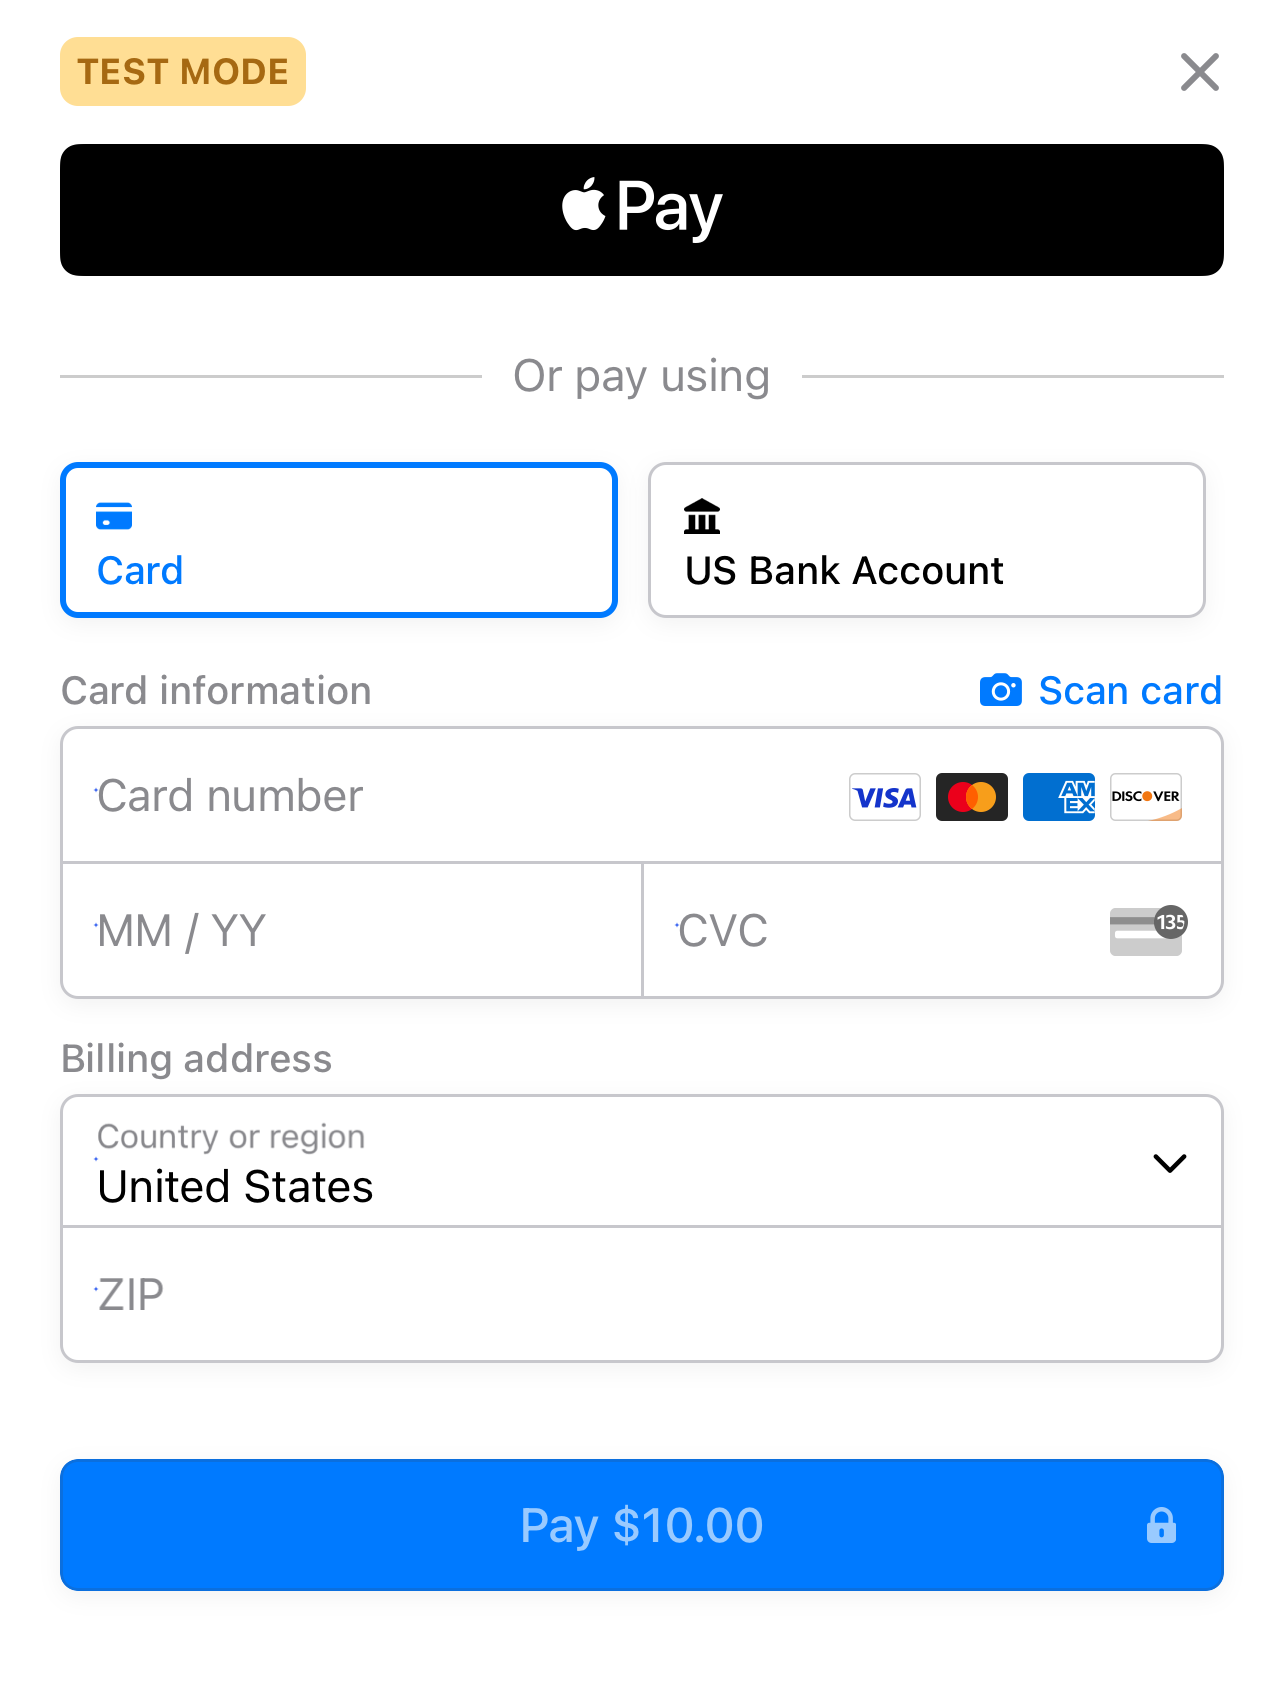 TEST MODE
Pay
Or pay using
Card
US Bank Account
Card information
Scan card
Card number
VISA
AM
EX
DISCOVER
MM / YY
CVC
135
Billing address
Country or region
United States
ZIP
Pay $10.00